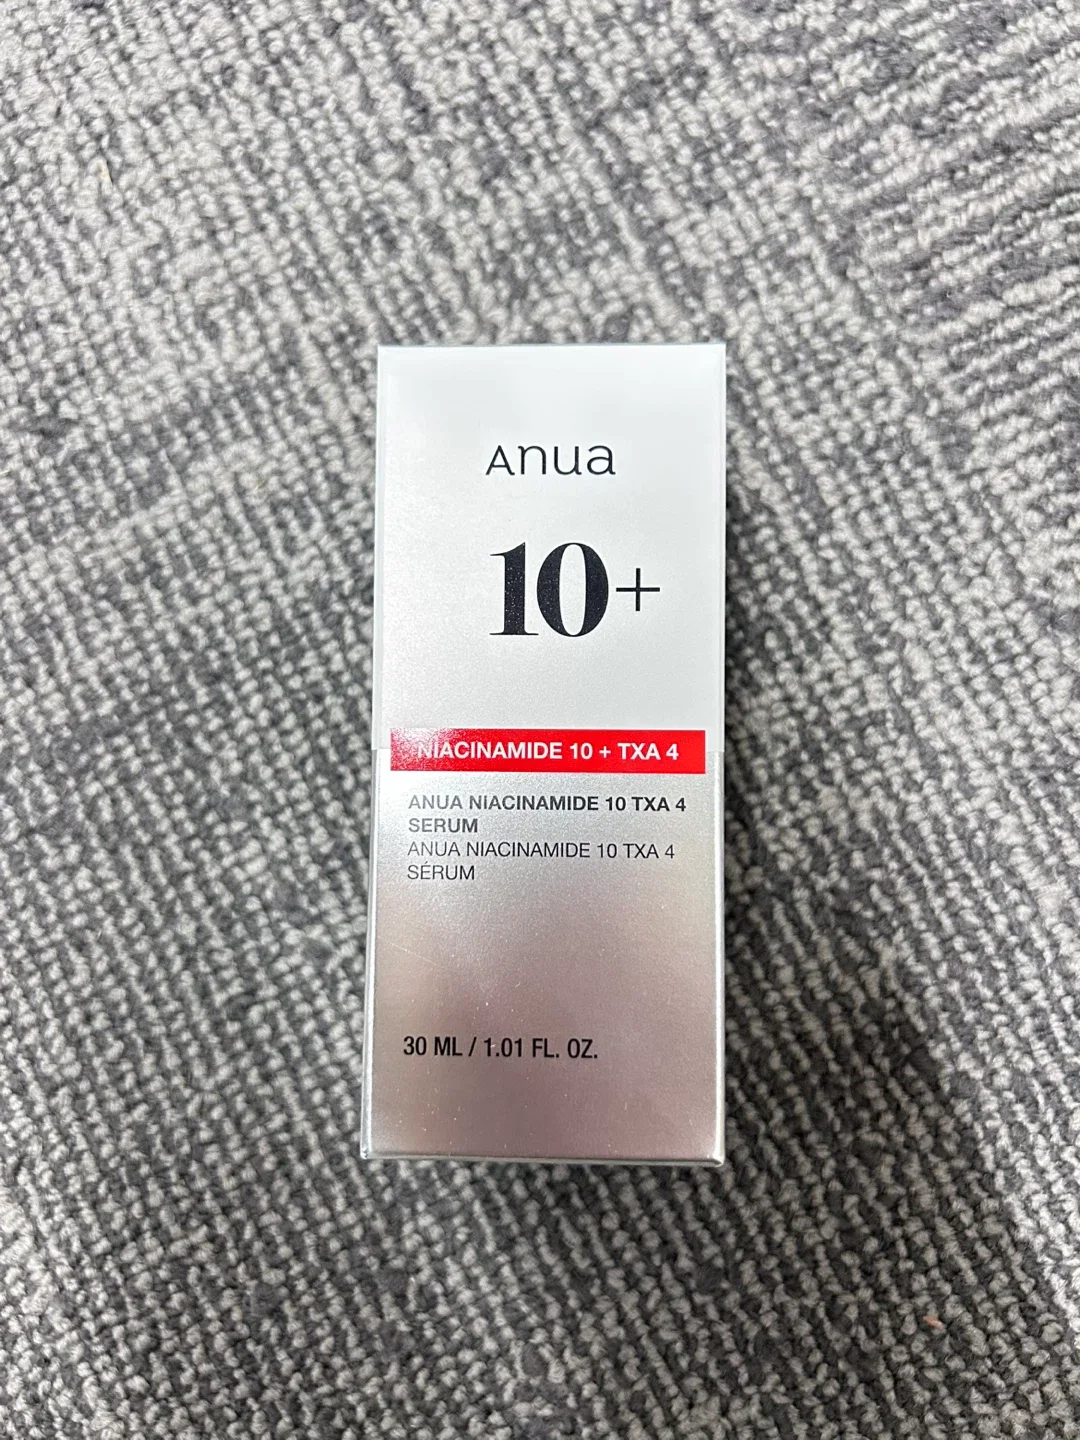 Anua
10+
NIACINAMIDE 10 + TXA 4
ANUA NIACINAMIDE 10 TXA 4
SERUM
ANUA NIACINAMIDE 10 TXA 4
SÉRUM
30 ML / 1.01 FL. OZ.